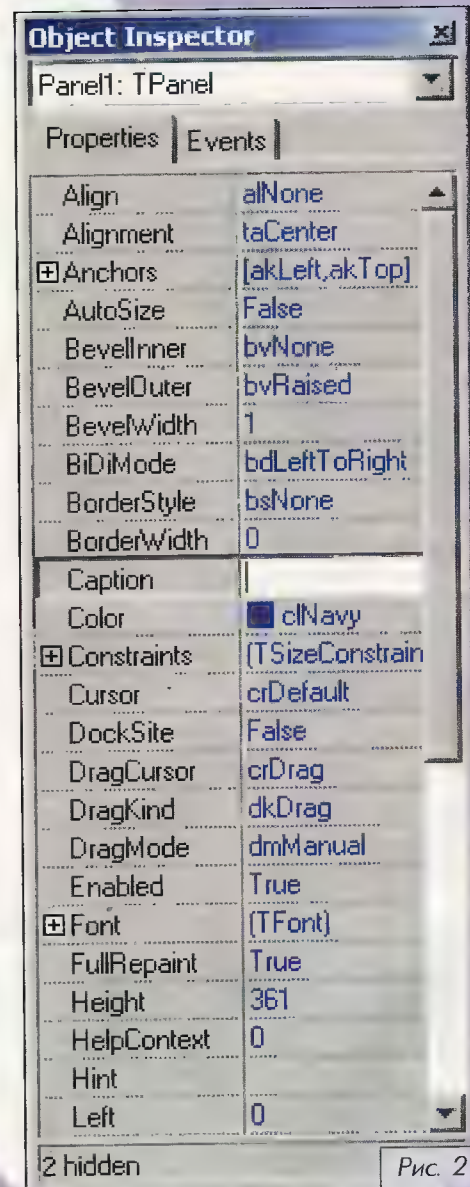 Object Inspector
Panel1: TPanel
Properties Events
Align alNone
Alignment taCenter
Anchors [akLeft,akTop]
AutoSize False
BevelInner bvNone
BevelOuter bvRaised
BevelWidth 1
BiDiMode bdLeftToRight
BorderStyle bsNone
BorderWidth 0
Caption
Color clNavy
Constraints (TSizeConstrain
Cursor crDefault
DockSite False
DragCursor crDrag
DragKind dkDrag
DragMode dmManual
Enabled True
Font (TFont)
FullRepaint True
Height 361
HelpContext 0
Hint
Left 0
2 hidden
Рис. 2